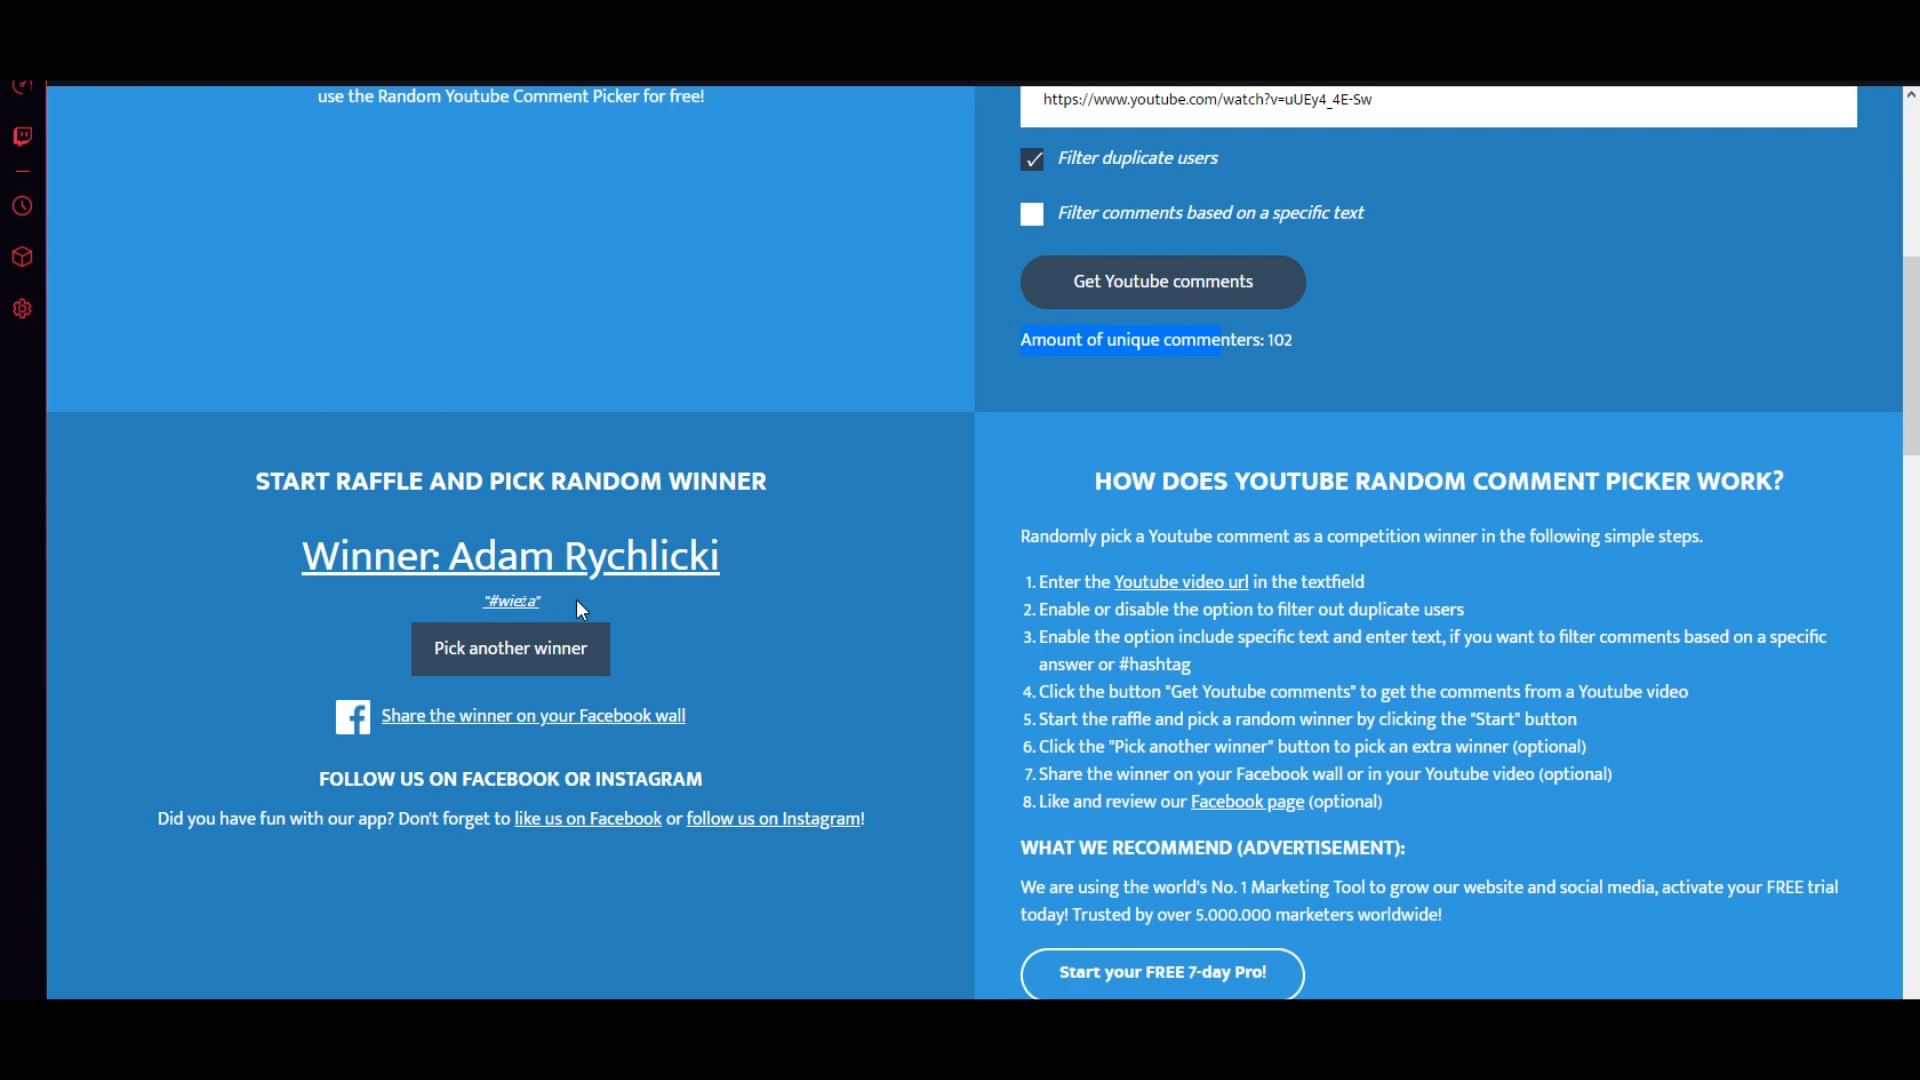 use the Random Youtube Comment Picker for free!
https://www.youtube.com/watch?v=uUEy4_4E-Sw
Filter duplicate users
Filter comments based on a specific text
Get Youtube comments
Amount of unique commenters: 102
START RAFFLE AND PICK RANDOM WINNER
Winner: Adam Rychlicki
"#wieża"
Pick another winner
Share the winner on your Facebook wall
FOLLOW US ON FACEBOOK OR INSTAGRAM
Did you have fun with our app? Don't forget to like us on Facebook or follow us on Instagram!
HOW DOES YOUTUBE RANDOM COMMENT PICKER WORK?
Randomly pick a Youtube comment as a competition winner in the following simple steps.
1. Enter the Youtube video url in the textfield
2. Enable or disable the option to filter out duplicate users
3. Enable the option include specific text and enter text, if you want to filter comments based on a specific
answer or #hashtag
4. Click the button "Get Youtube comments" to get the comments from a Youtube video
5. Start the raffle and pick a random winner by clicking the "Start" button
6. Click the "Pick another winner" button to pick an extra winner (optional)
7. Share the winner on your Facebook wall or in your Youtube video (optional)
8. Like and review our Facebook page (optional)
WHAT WE RECOMMEND (ADVERTISEMENT):
We are using the world's No. 1 Marketing Tool to grow our website and social media, activate your FREE trial
today! Trusted by over 5.000.000 marketers worldwide!
Start your FREE 7-day Pro!